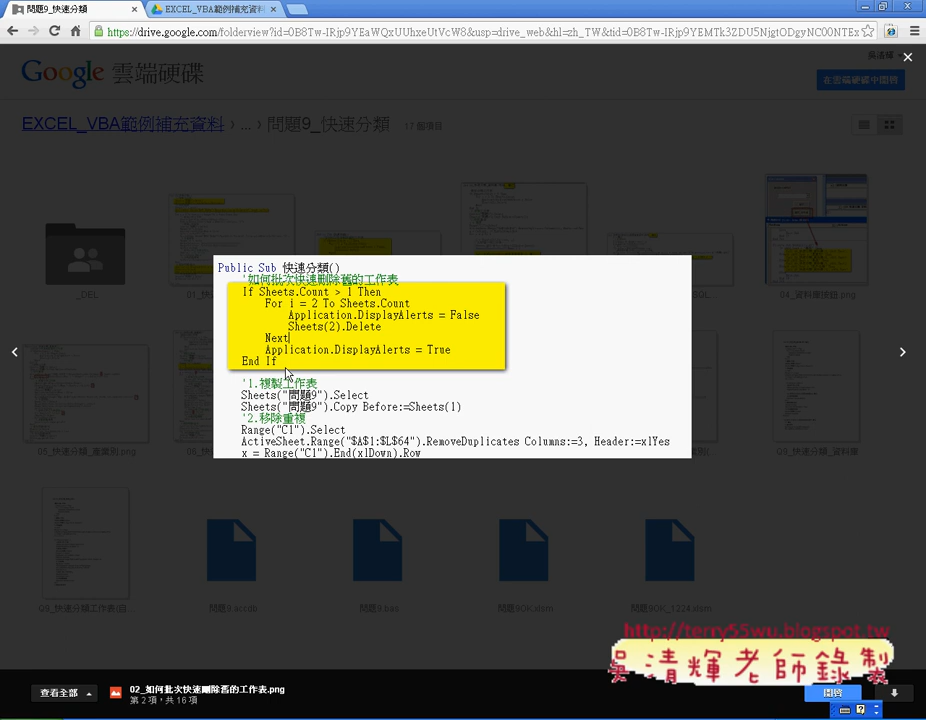 問題9_快速分類
EXCEL_VBA範例補充資料
https://drive.google.com/folderview?id=0B8Tw-IRjp9YEaWQxUUhxeUtVcW8&usp=drive_web&hl=zh_TW&tid=0B8Tw-IRjp9YEMTk3ZDU5NjgtODgyNC00NTEx
Google 雲端硬碟
在雲端硬碟中開啟
EXCEL_VBA範例補充資料 › ... › 問題9_快速分類 17 個項目
Public Sub 快速分類()
'如何批次快速刪除舊的工作表
If Sheets.Count > 1 Then
For i = 2 To Sheets.Count
Application.DisplayAlerts = False
Sheets(2).Delete
Next
Application.DisplayAlerts = True
End If
'1.複製工作表
Sheets("問題9").Select
Sheets("問題9").Copy Before:=Sheets(1)
'2.移除重複
Range("C1").Select
ActiveSheet.Range("$A$1:$L$64").RemoveDuplicates Columns:=3, Header:=xlYes
x = Range("C1").End(xlDown).Row
_DEL
04_資料庫按鈕.png
05_快速分類_產業別.png
Q9_快速分類_資料庫
Q9_快速分類工作表(自...
問題9.accdb
問題9.bas
問題9OK.xlsm
問題9OK_1224.xlsm
http://terry55wu.blogspot.tw
吳清輝老師錄製
查看全部
02_如何批次快速刪除舊的工作表.png
第 2 項，共 16 項
開啟